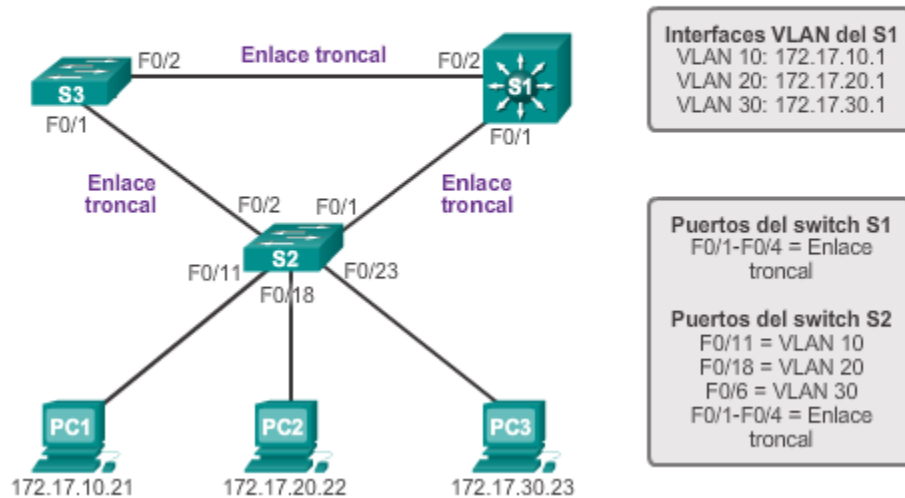 F0/2
Enlace troncal
F0/2
S3
S1
F0/1
F0/1
Enlace
troncal
Enlace
troncal
F0/2
F0/1
S2
F0/11
F0/18
F0/23
PC1
PC2
PC3
172.17.10.21
172.17.20.22
172.17.30.23
Interfaces VLAN del S1
VLAN 10: 172.17.10.1
VLAN 20: 172.17.20.1
VLAN 30: 172.17.30.1
Puertos del switch S1
F0/1-F0/4 = Enlace
troncal
Puertos del switch S2
F0/11 = VLAN 10
F0/18 = VLAN 20
F0/6 = VLAN 30
F0/1-F0/4 = Enlace
troncal